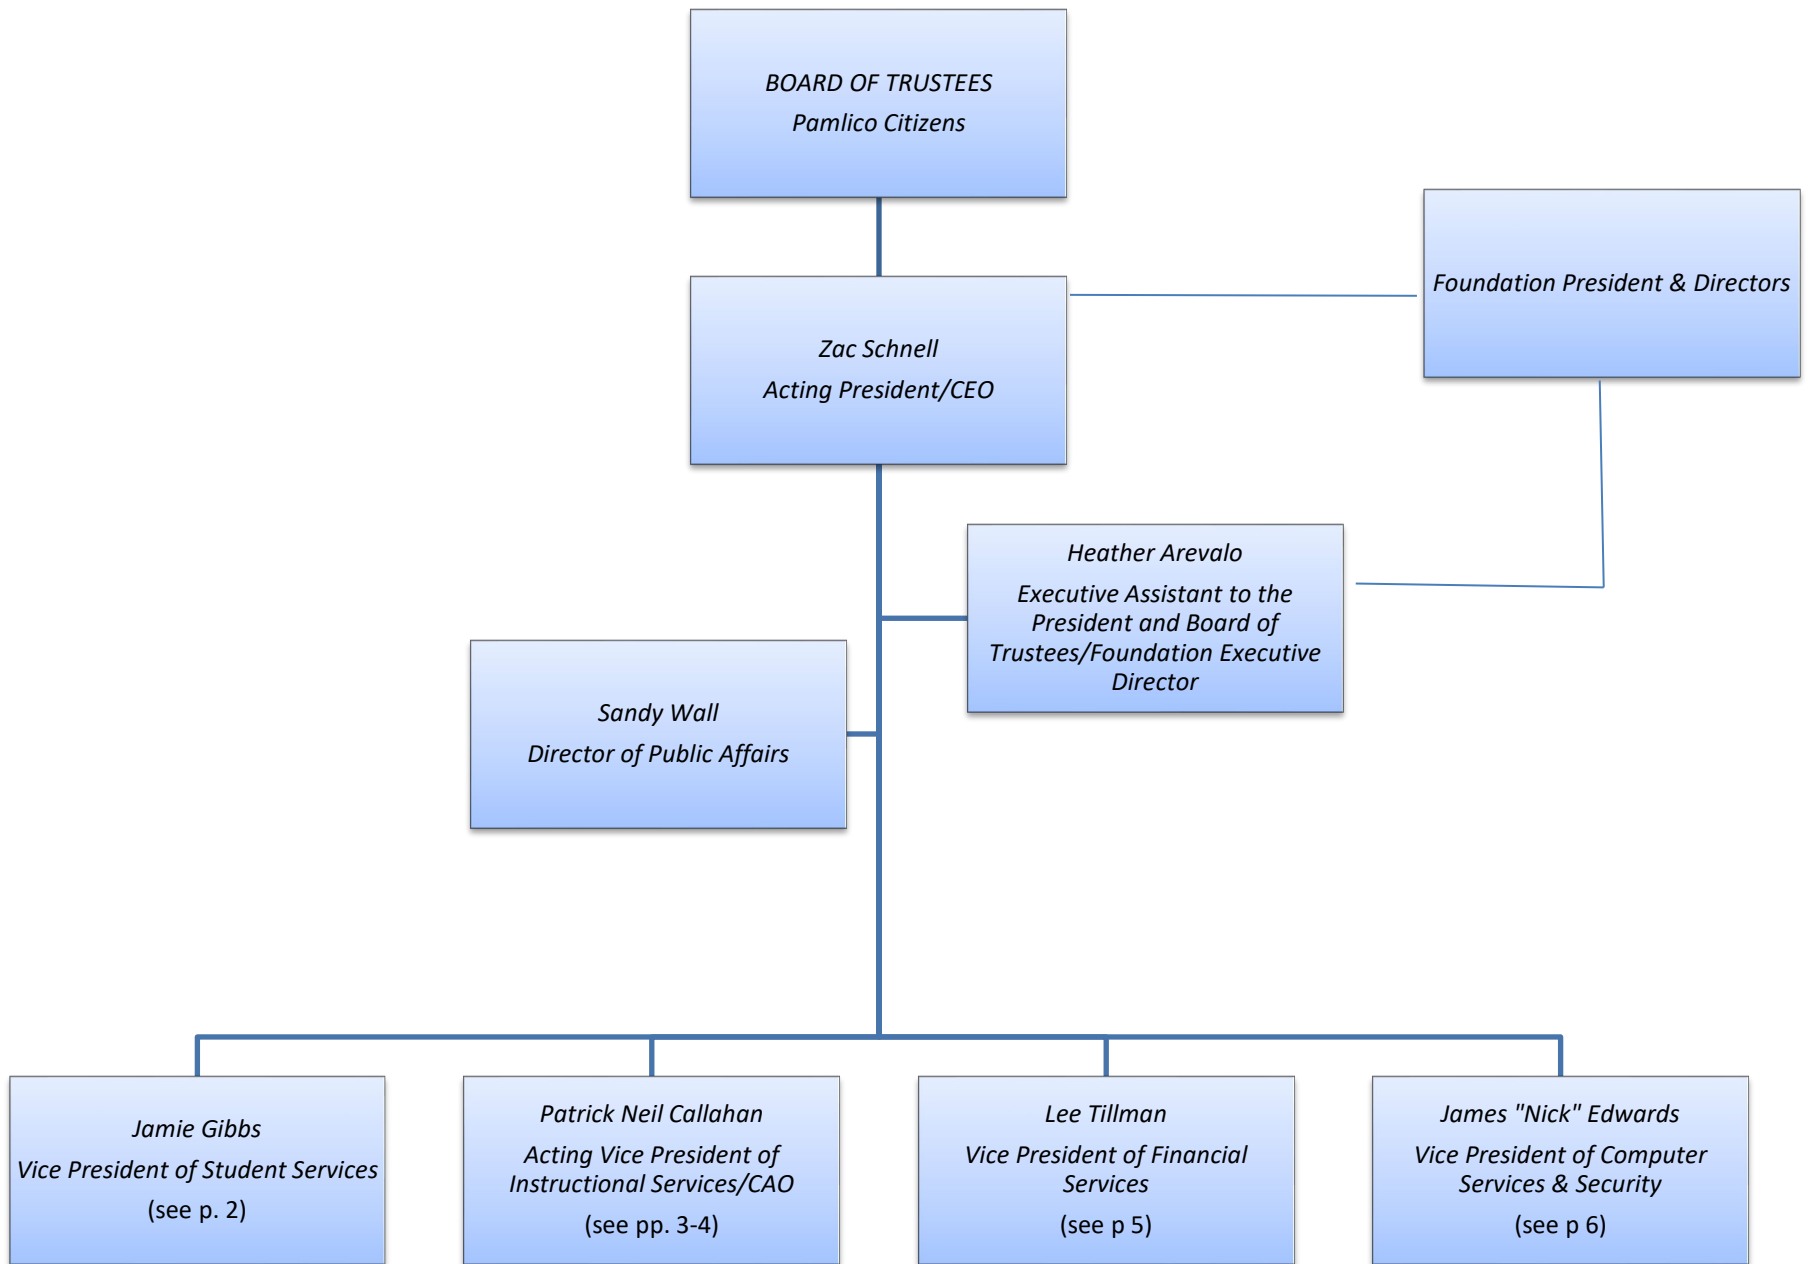 BOARD OF TRUSTEES
Pamlico Citizens
Foundation President & Directors
Zac Schnell
Acting President/CEO
Heather Arevalo
Executive Assistant to the
President and Board of
Trustees/Foundation Executive
Director
Sandy Wall
Director of Public Affairs
Jamie Gibbs
Vice President of Student Services
(see p. 2)
Patrick Neil Callahan
Acting Vice President of
Instructional Services/CAO
(see pp. 3-4)
Lee Tillman
Vice President of Financial
Services
(see p 5)
James "Nick" Edwards
Vice President of Computer
Services & Security
(see p 6)